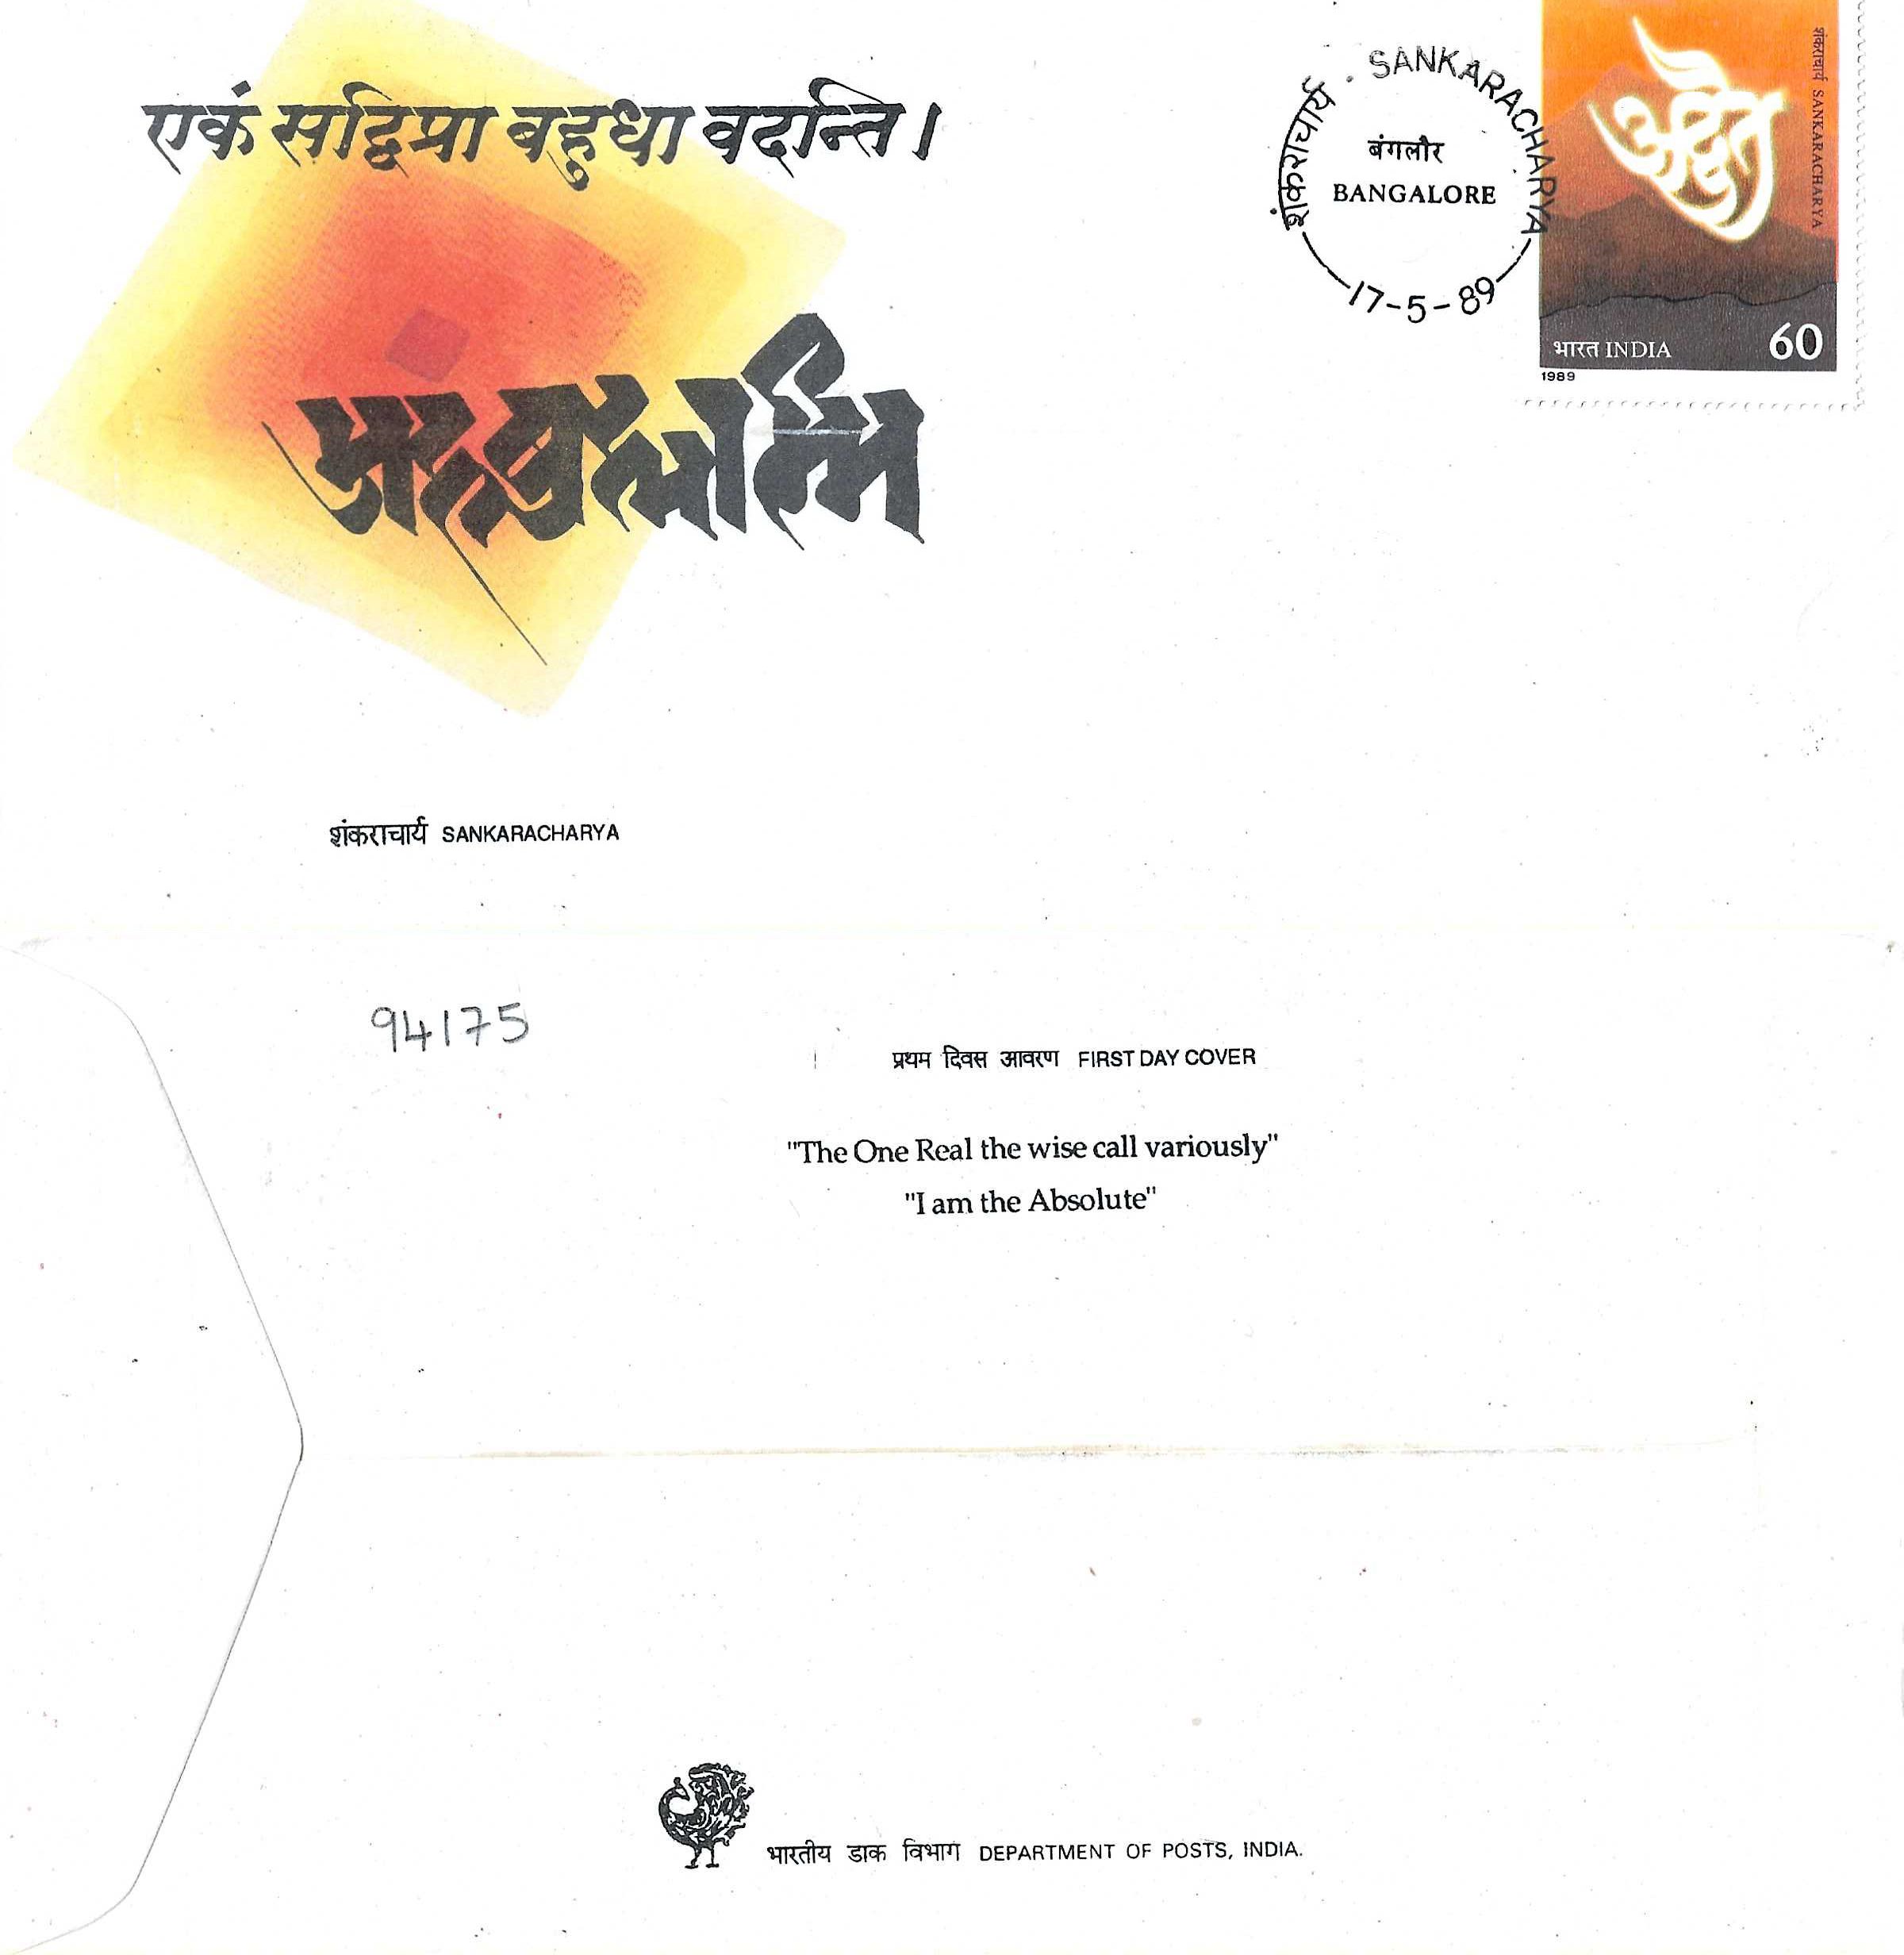 एकं सद्विप्रा बहुधा वदन्ति।
अहं ब्रह्मास्मि
शंकराचार्य • SANKARACHARYA
बंगलौर
BANGALORE
17-5-89
अद्वैत
शंकराचार्य SANKARACHARYA
भारत INDIA 60
1989
शंकराचार्य SANKARACHARYA
94175
प्रथम दिवस आवरण FIRST DAY COVER
"The One Real the wise call variously"
"I am the Absolute"
भारतीय डाक विभाग DEPARTMENT OF POSTS, INDIA.